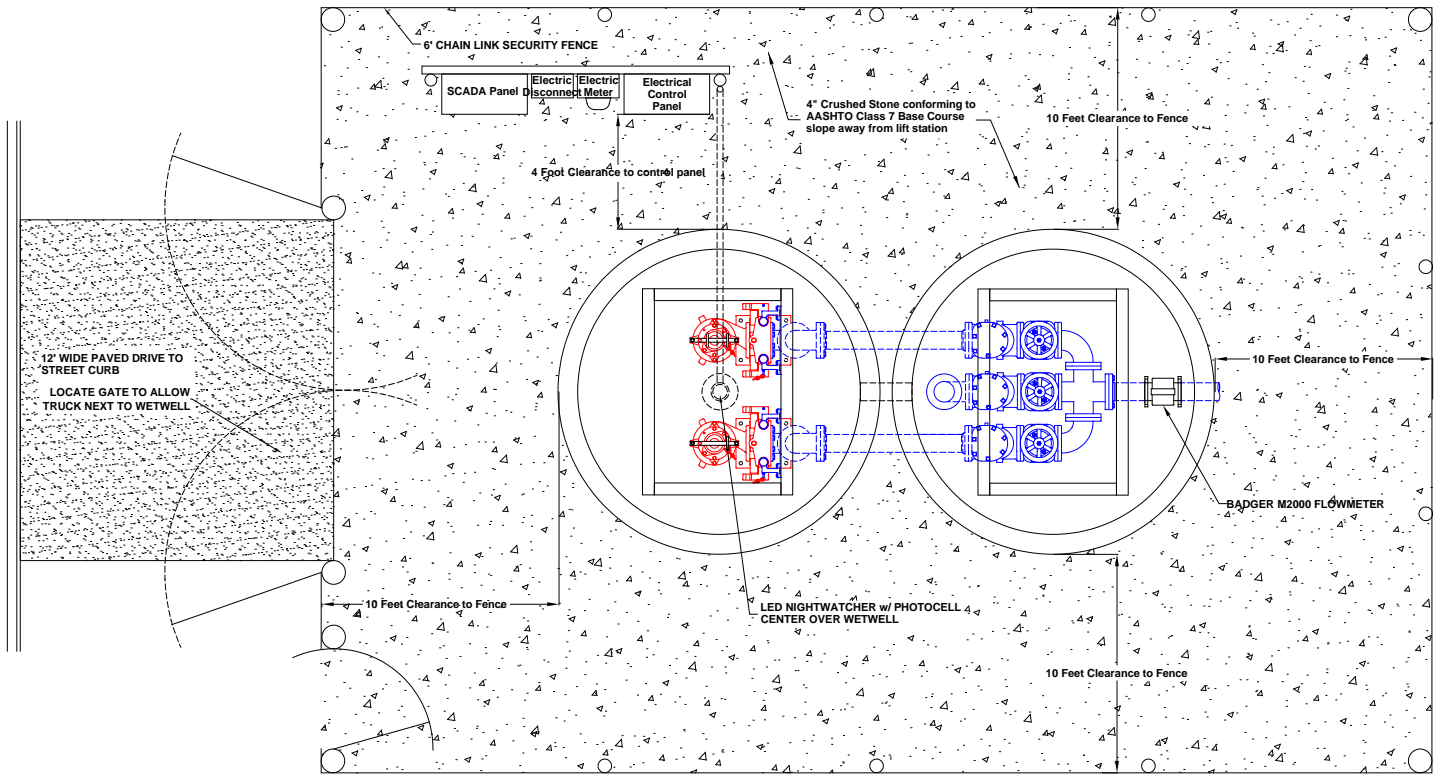 6' CHAIN LINK SECURITY FENCE
SCADA Panel
Electric
Disconnect
Electric
Meter
Electrical
Control
Panel
4" Crushed Stone conforming to
AASHTO Class 7 Base Course
slope away from lift station
10 Feet Clearance to Fence
4 Foot Clearance to control panel
12' WIDE PAVED DRIVE TO
STREET CURB
LOCATE GATE TO ALLOW
TRUCK NEXT TO WETWELL
10 Feet Clearance to Fence
BADGER M2000 FLOWMETER
10 Feet Clearance to Fence
LED NIGHTWATCHER w/ PHOTOCELL
CENTER OVER WETWELL
10 Feet Clearance to Fence